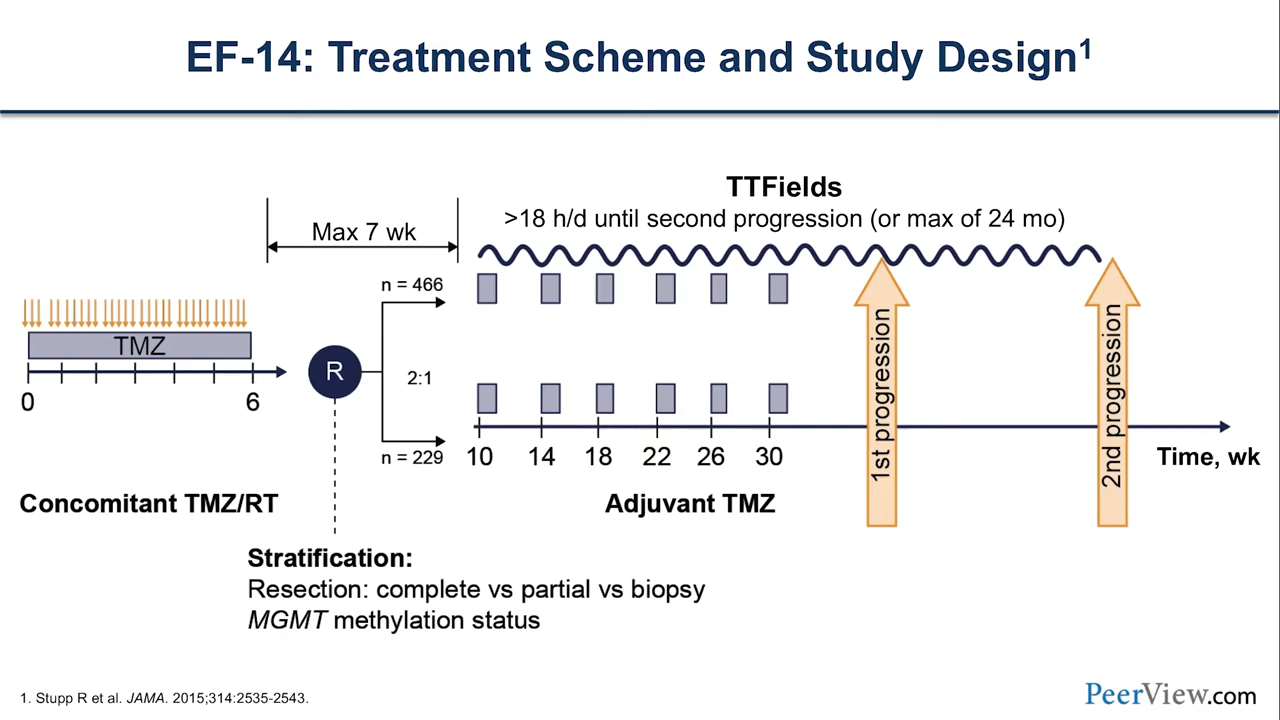 EF-14: Treatment Scheme and Study Design1
TTFields
>18 h/d until second progression (or max of 24 mo)
Max 7 wk
n = 466
TMZ
R
2:1
0
6
n = 229
10 14 18 22 26 30
1st progression
2nd progression
Time, wk
Concomitant TMZ/RT
Adjuvant TMZ
Stratification:
Resection: complete vs partial vs biopsy
MGMT methylation status
1. Stupp R et al. JAMA. 2015;314:2535-2543.
PeerView.com